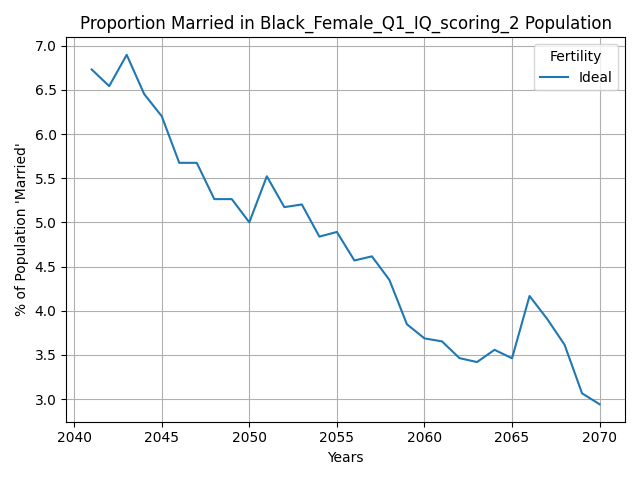 Proportion Married in Black_Female_Q1_IQ_scoring_2 Population
Fertility
Ideal
% of Population 'Married'
7.0
6.5
6.0
5.5
5.0
4.5
4.0
3.5
3.0
2040 2045 2050 2055 2060 2065 2070
Years